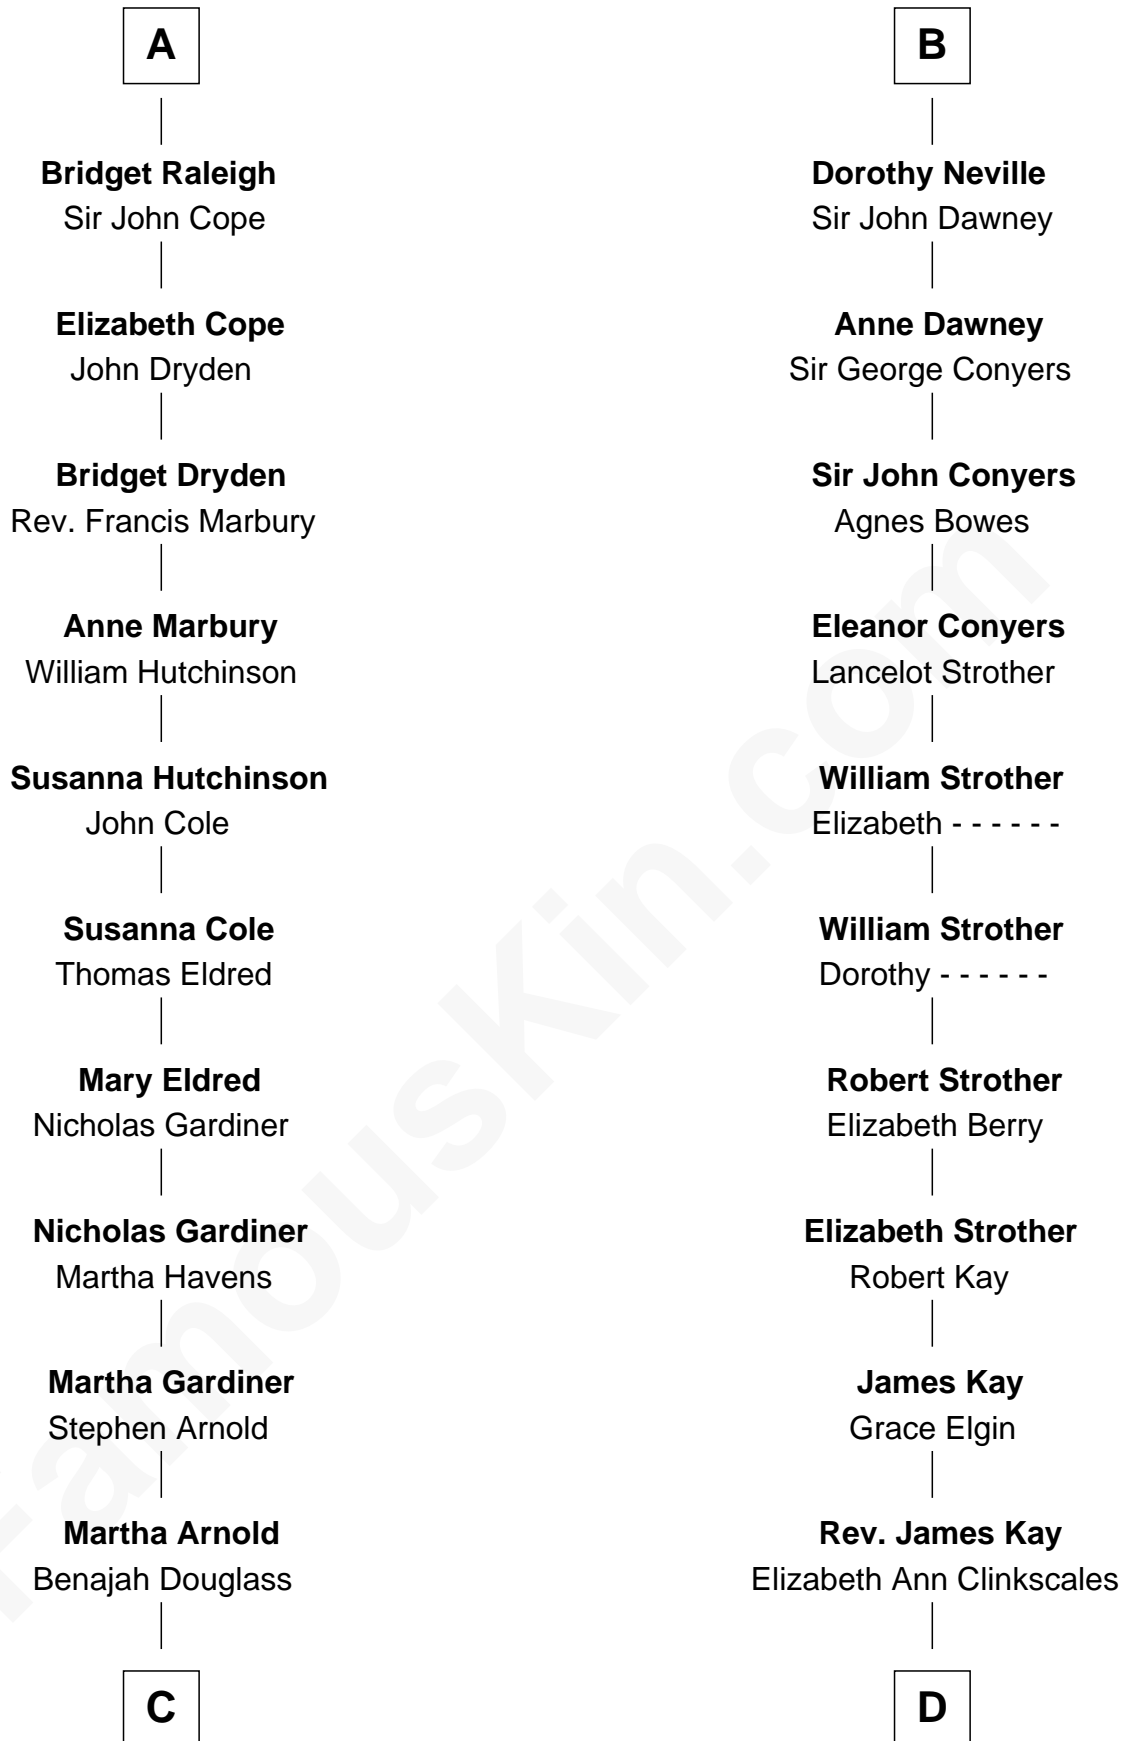 A
Bridget Raleigh
Sir John Cope
Elizabeth Cope
John Dryden
Bridget Dryden
Rev. Francis Marbury
Anne Marbury
William Hutchinson
Susanna Hutchinson
John Cole
Susanna Cole
Thomas Eldred
Mary Eldred
Nicholas Gardiner
Nicholas Gardiner
Martha Havens
Martha Gardiner
Stephen Arnold
Martha Arnold
Benajah Douglass
C
B
Dorothy Neville
Sir John Dawney
Anne Dawney
Sir George Conyers
Sir John Conyers
Agnes Bowes
Eleanor Conyers
Lancelot Strother
William Strother
Elizabeth - - - - - -
William Strother
Dorothy - - - - - -
Robert Strother
Elizabeth Berry
Elizabeth Strother
Robert Kay
James Kay
Grace Elgin
Rev. James Kay
Elizabeth Ann Clinkscales
D
FamousKin.com